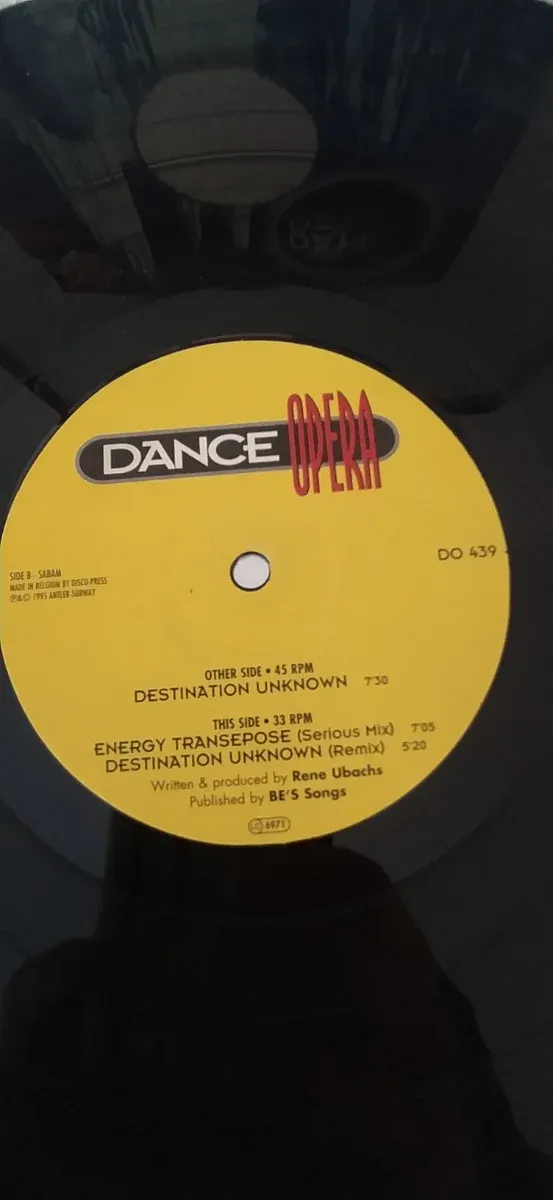 DANCE OPERA
DO 439
SIDE B - SABAM
MADE IN BELGIUM BY DISCO-PRESS
℗&© 1995 ANTLER-SUBWAY
OTHER SIDE • 45 RPM
DESTINATION UNKNOWN 7'30
THIS SIDE • 33 RPM
ENERGY TRANSEPOSE (Serious Mix) 7'05
DESTINATION UNKNOWN (Remix) 5'20
Written & produced by Rene Ubachs
Published by BE'S Songs
LC 6971